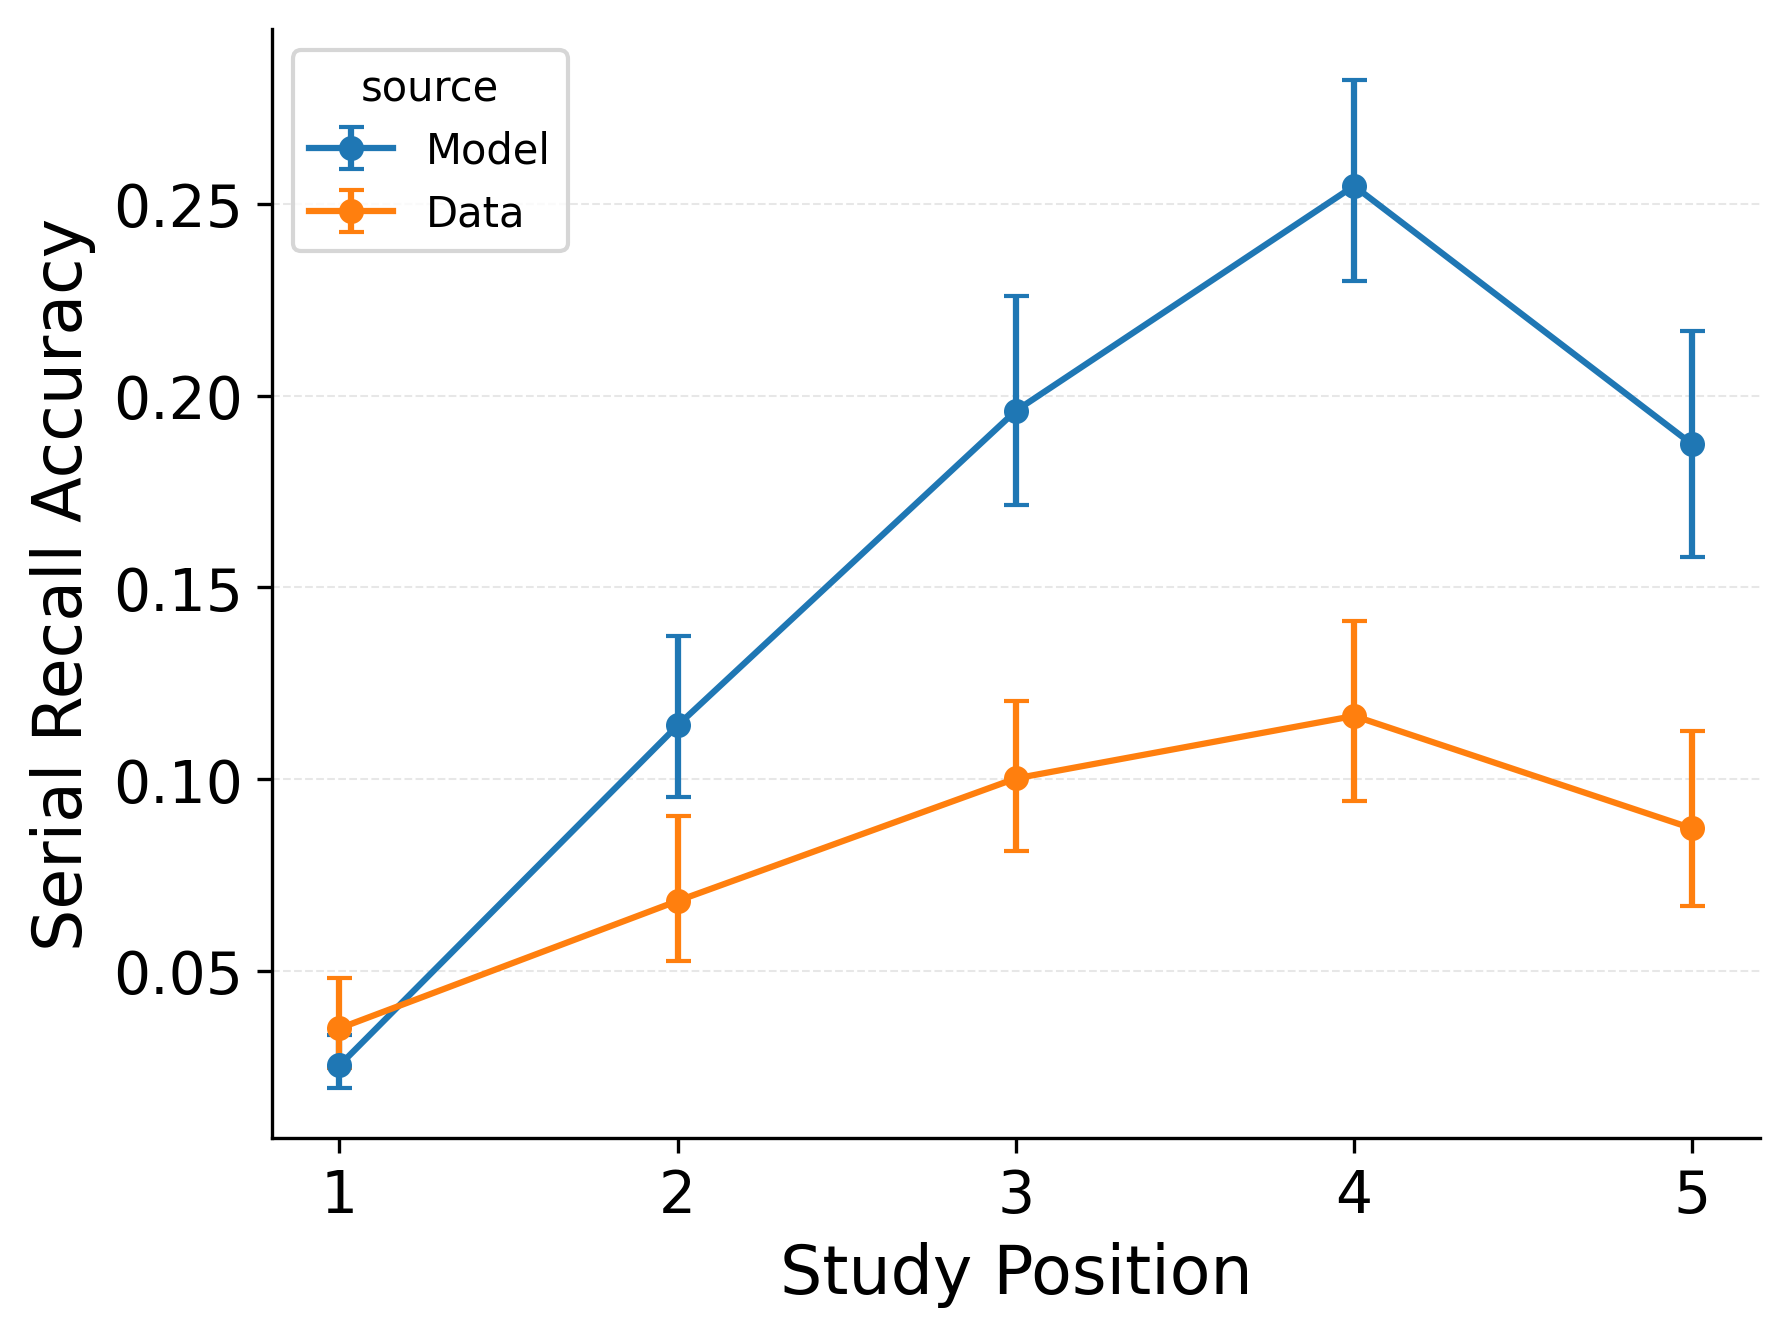 source
Model
Data
Serial Recall Accuracy
0.25
0.20
0.15
0.10
0.05
1 2 3 4 5
Study Position